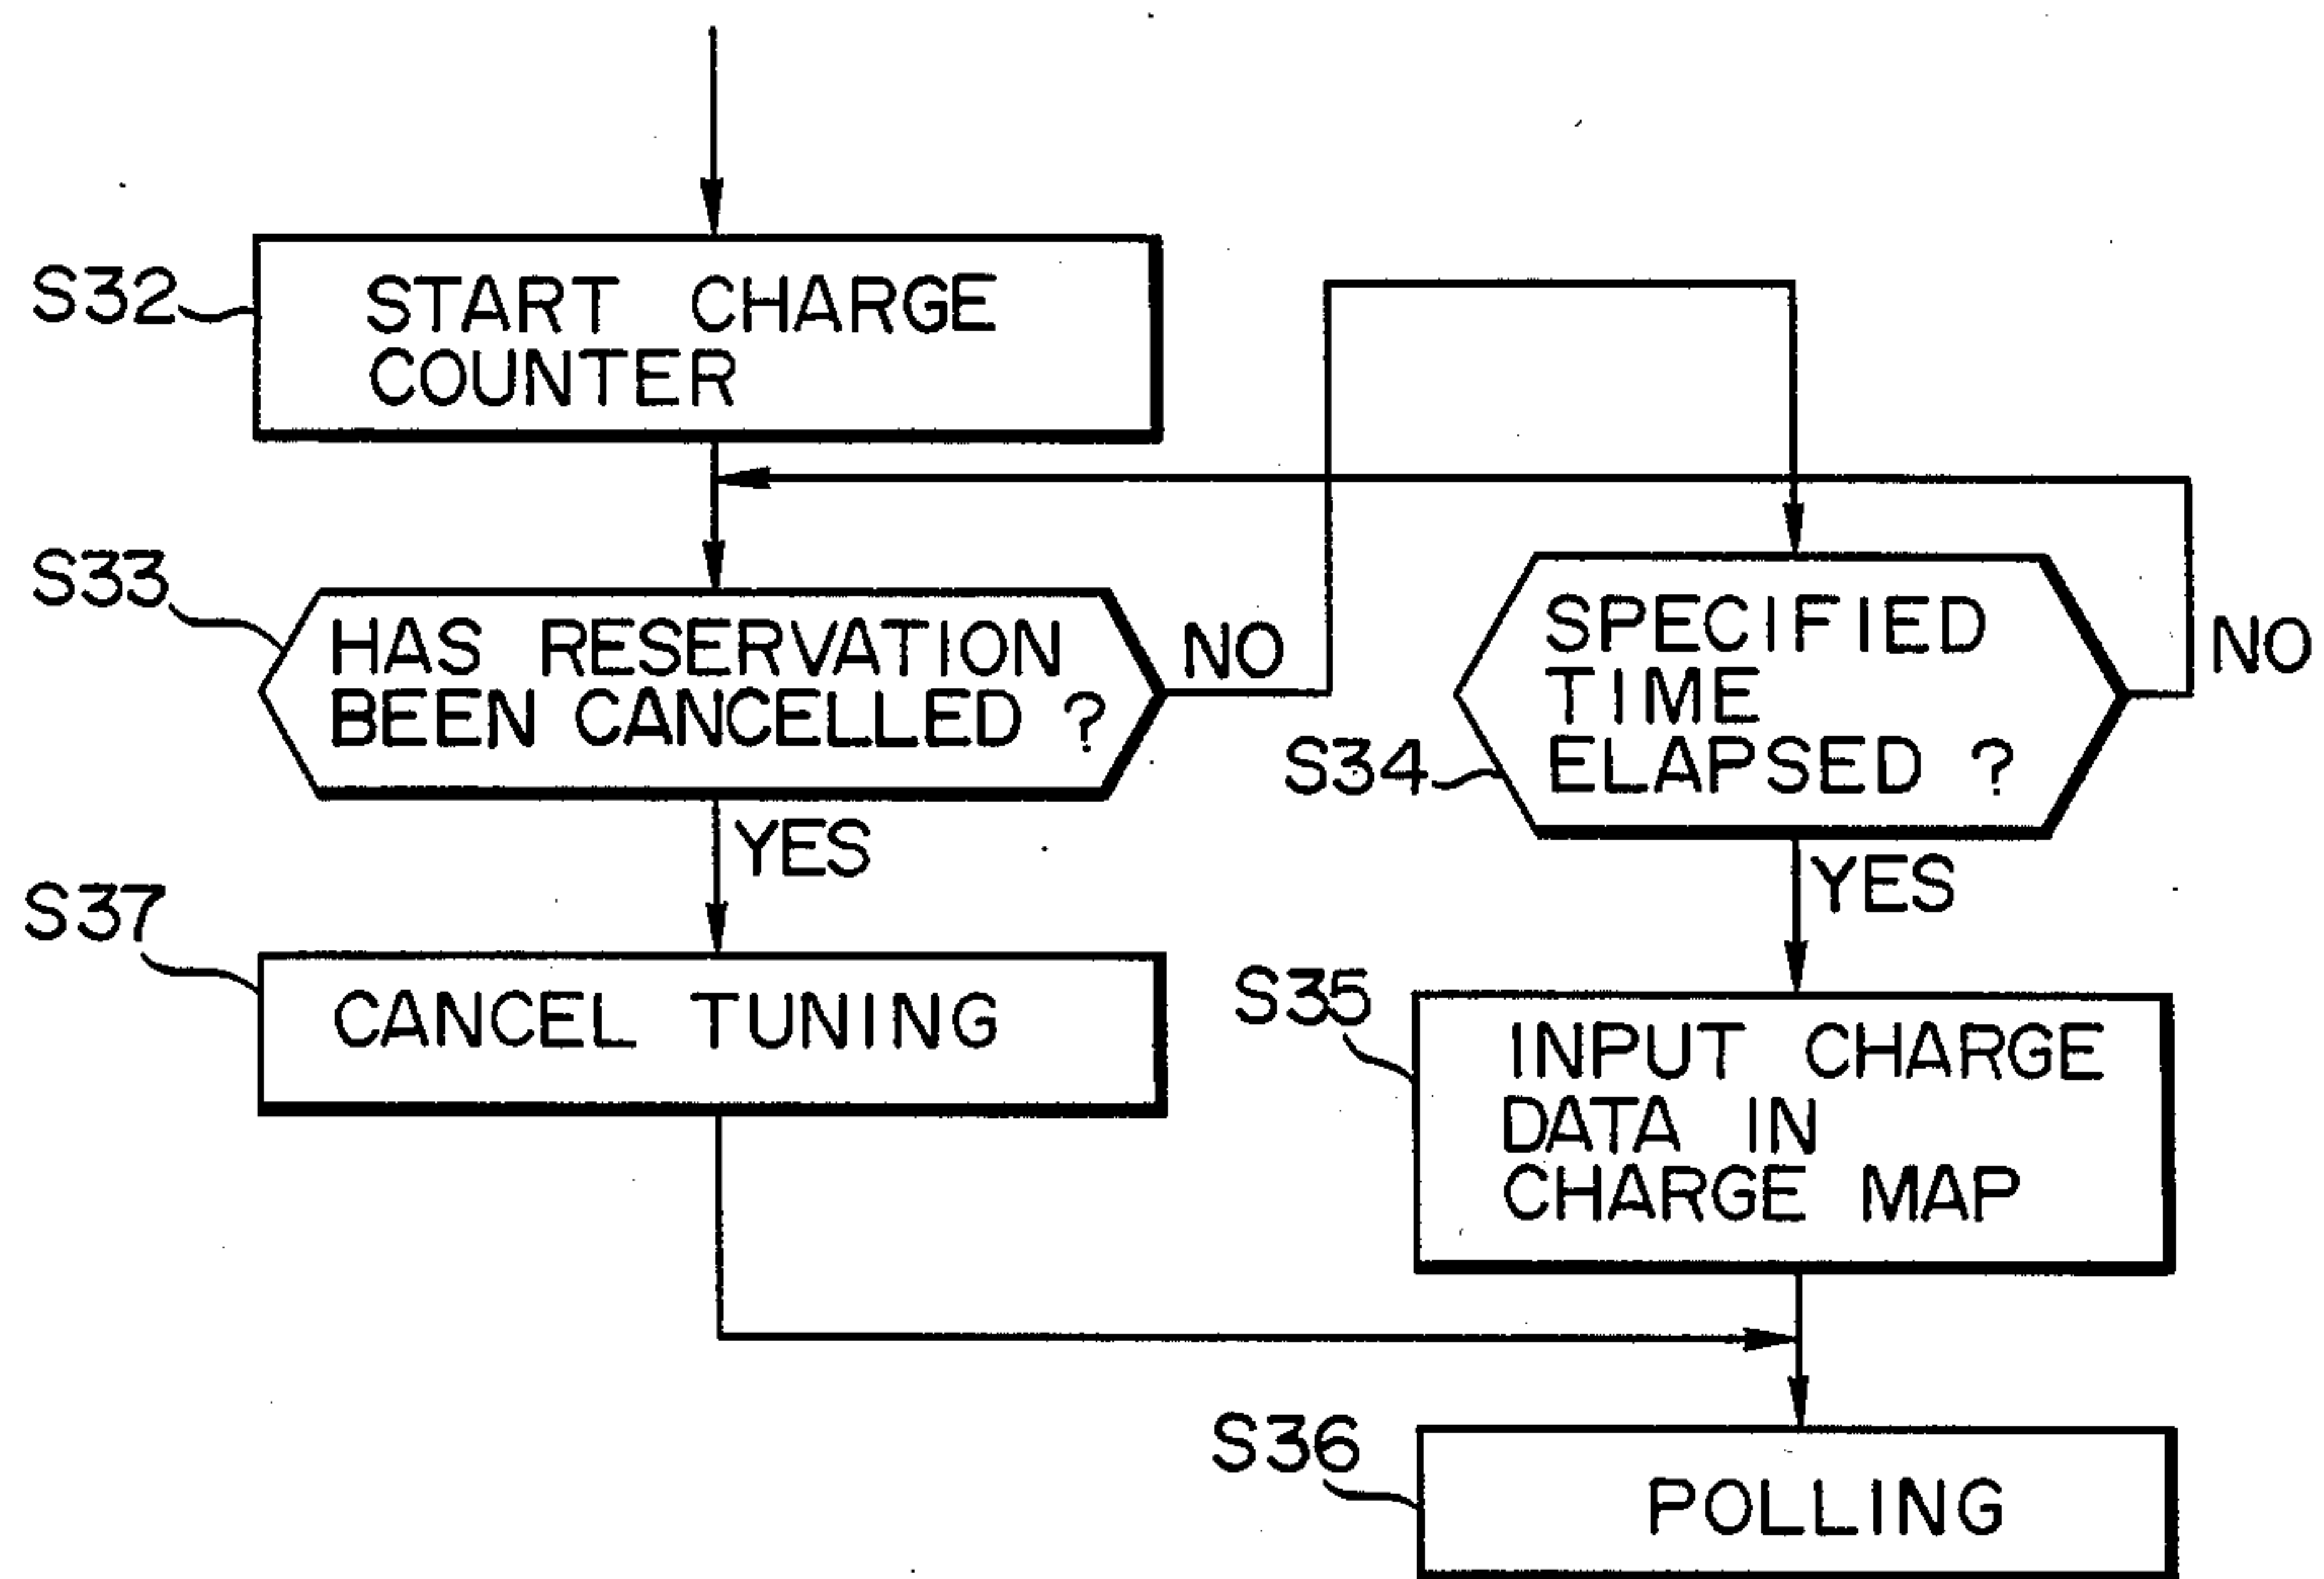 S32
START CHARGE
COUNTER
S33
HAS RESERVATION
BEEN CANCELLED ?
NO
YES
S34
SPECIFIED
TIME
ELAPSED ?
NO
YES
S37
CANCEL TUNING
S35
INPUT CHARGE
DATA IN
CHARGE MAP
S36
POLLING